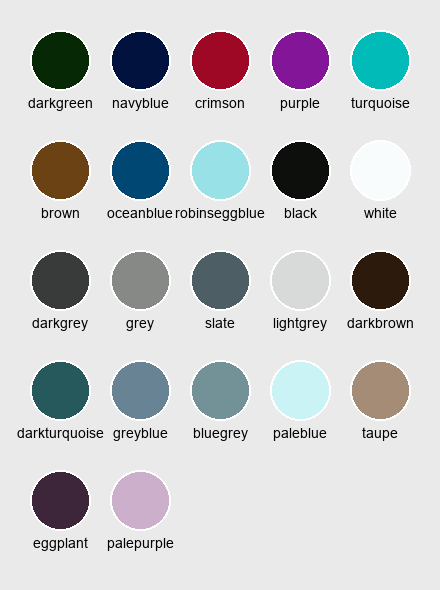 darkgreen navyblue crimson purple turquoise
brown oceanblue robinseggblue black white
darkgrey grey slate lightgrey darkbrown
darkturquoise greyblue bluegrey paleblue taupe
eggplant palepurple